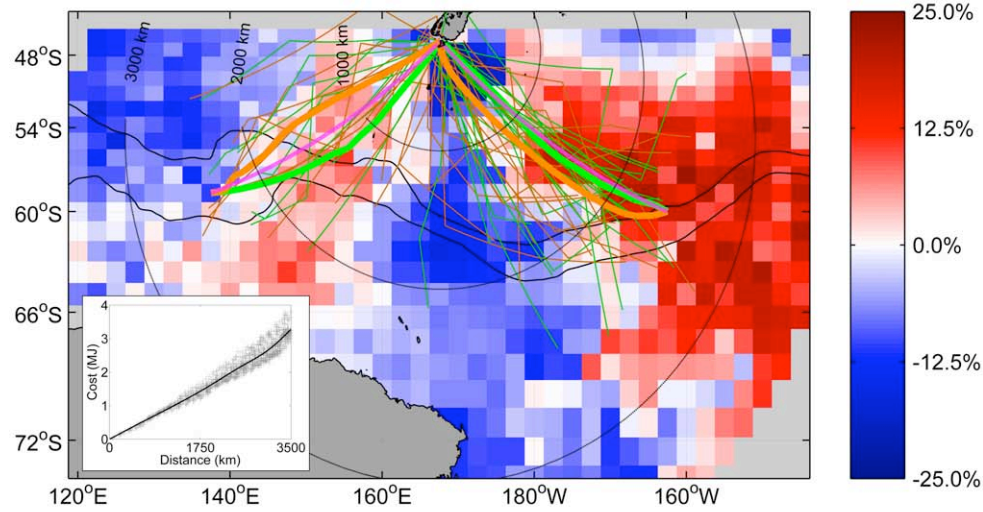 48°S
54°S
60°S
66°S
72°S
3000 km
2000 km
1000 km
120°E
140°E
160°E
180°W
160°W
25.0%
12.5%
0.0%
-12.5%
-25.0%
Cost (MJ)
4
3
2
1
0
0
1750
3500
Distance (km)